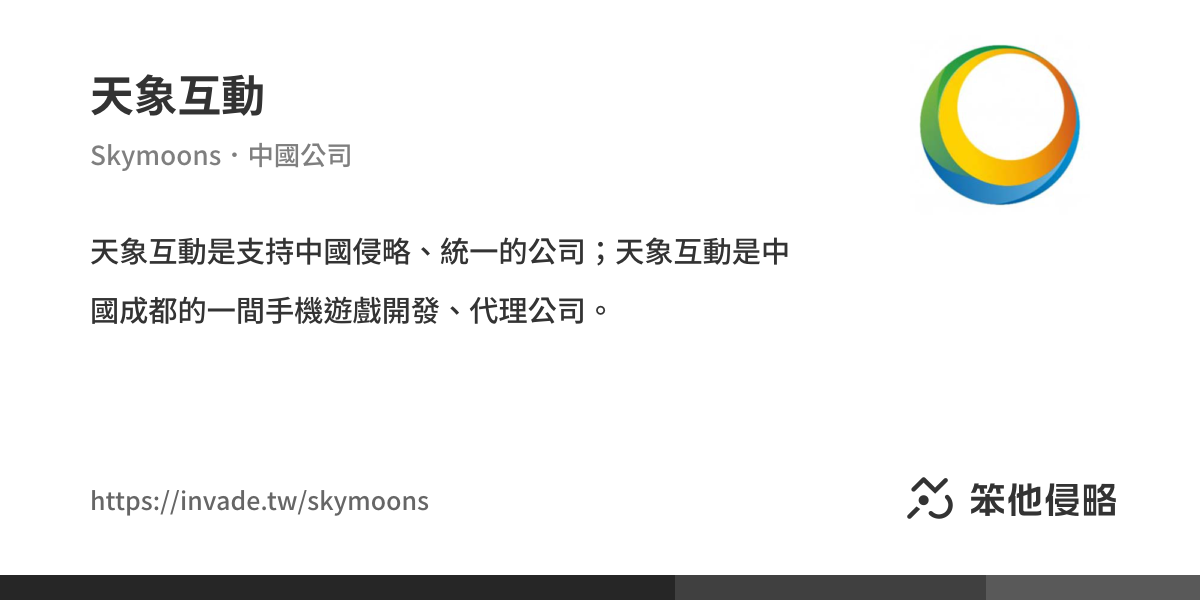 天象互動
Skymoons・中國公司
天象互動是支持中國侵略、統一的公司；天象互動是中
國成都的一間手機遊戲開發、代理公司。
https://invade.tw/skymoons
笨他侵略